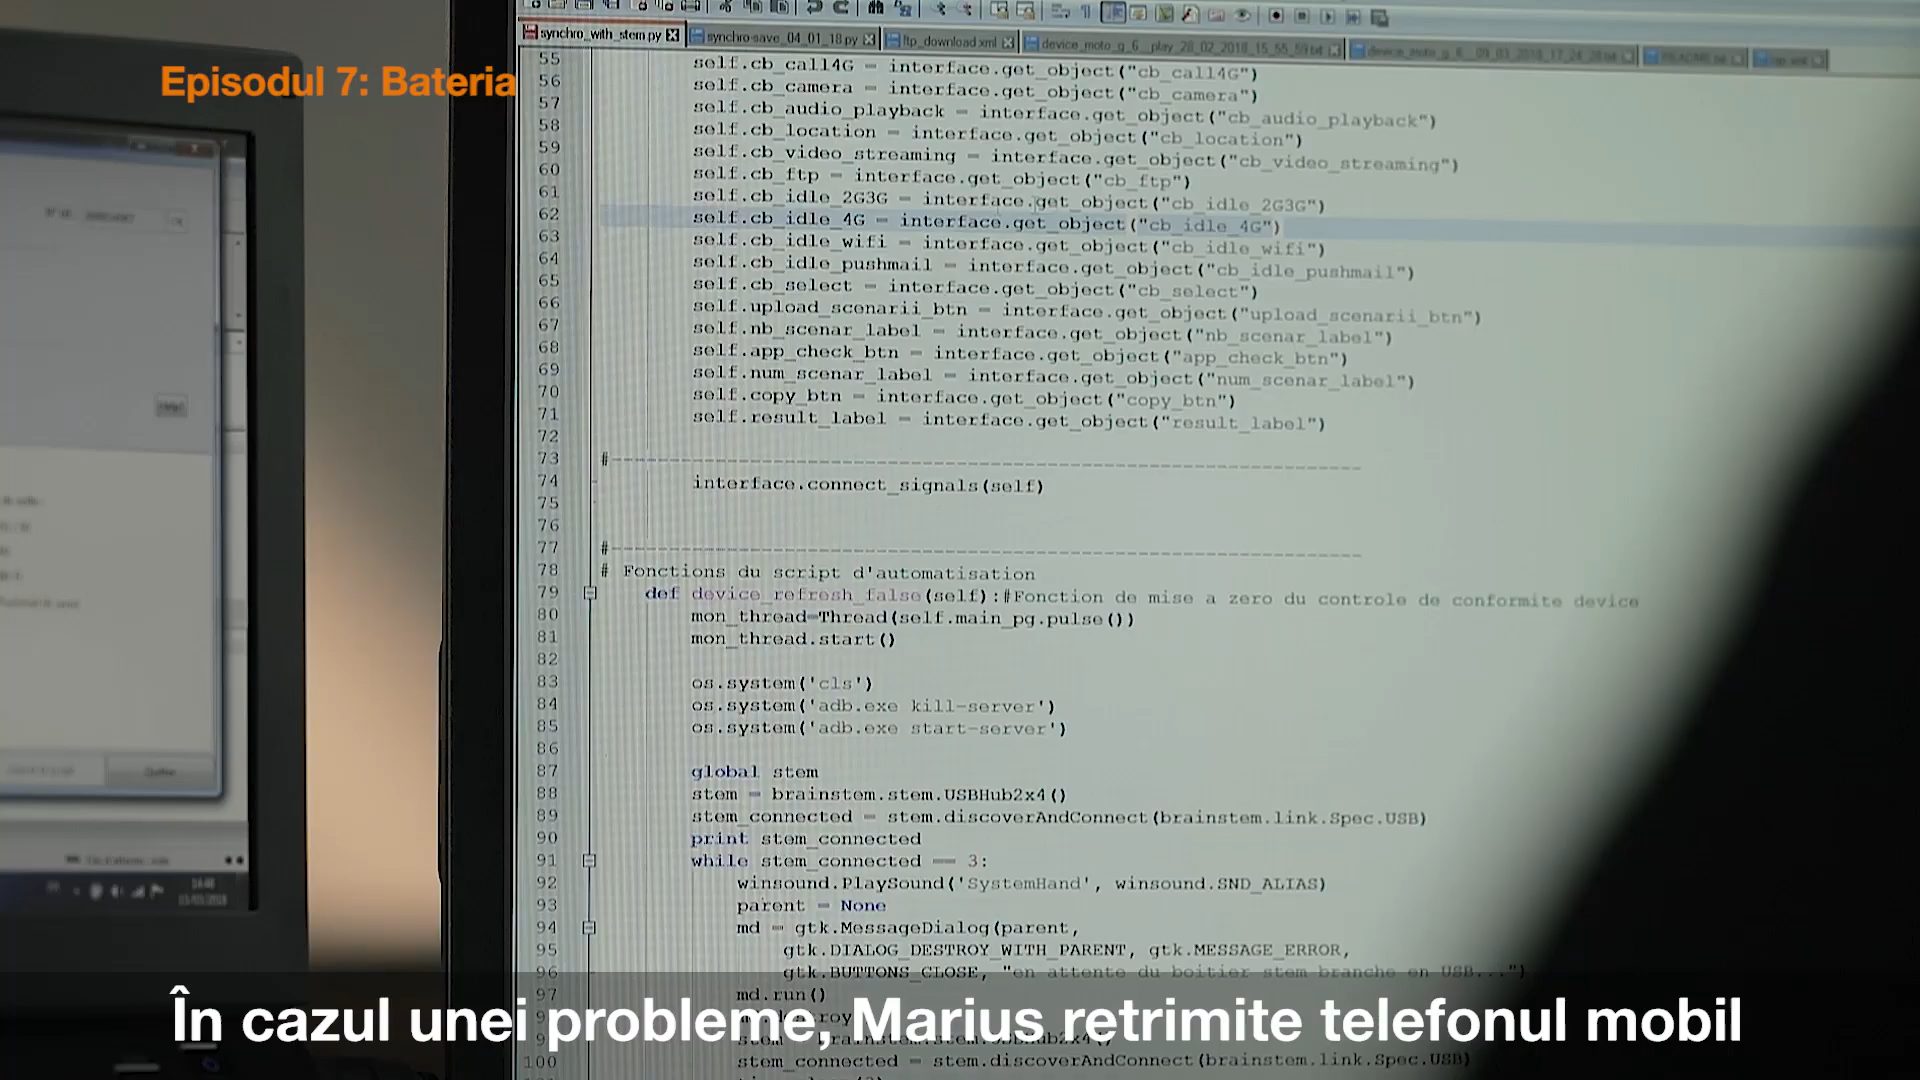 Episodul 7: Bateria
synchro_with_stem.py
synchro-save_04_01_18.py
ftp_download.xml
device_moto_g_6__play_28_02_2018_15_55_59.txt
55 self.cb_call4G = interface.get_object("cb_call4G")
56 self.cb_camera = interface.get_object("cb_camera")
57 self.cb_audio_playback = interface.get_object("cb_audio_playback")
58 self.cb_location = interface.get_object("cb_location")
59 self.cb_video_streaming = interface.get_object("cb_video_streaming")
60 self.cb_ftp = interface.get_object("cb_ftp")
61 self.cb_idle_2G3G = interface.get_object("cb_idle_2G3G")
62 self.cb_idle_4G = interface.get_object("cb_idle_4G")
63 self.cb_idle_wifi = interface.get_object("cb_idle_wifi")
64 self.cb_idle_pushmail = interface.get_object("cb_idle_pushmail")
65 self.cb_select = interface.get_object("cb_select")
66 self.upload_scenarii_btn = interface.get_object("upload_scenarii_btn")
67 self.nb_scenar_label = interface.get_object("nb_scenar_label")
68 self.app_check_btn = interface.get_object("app_check_btn")
69 self.num_scenar_label = interface.get_object("num_scenar_label")
70 self.copy_btn = interface.get_object("copy_btn")
71 self.result_label = interface.get_object("result_label")
72
73 #
74 interface.connect_signals(self)
75
76
77 #
78 # Fonctions du script d'automatisation
79 def device_refresh_false(self):#Fonction de mise a zero du controle de conformite device
80 mon_thread=Thread(self.main_pg.pulse())
81 mon_thread.start()
82
83 os.system('cls')
84 os.system('adb.exe kill-server')
85 os.system('adb.exe start-server')
86
87 global stem
88 stem = brainstem.stem.USBHub2x4()
89 stem_connected = stem.discoverAndConnect(brainstem.link.Spec.USB)
90 print stem_connected
91 while stem_connected == 3:
92 winsound.PlaySound('SystemHand', winsound.SND_ALIAS)
93 parent = None
94 md = gtk.MessageDialog(parent,
95 gtk.DIALOG_DESTROY_WITH_PARENT, gtk.MESSAGE_ERROR,
96 gtk.BUTTONS_CLOSE, "en attente du boitier stem branche en USB...")
97 md.run()
100 stem_connected = stem.discoverAndConnect(brainstem.link.Spec.USB)
În cazul unei probleme, Marius retrimite telefonul mobil